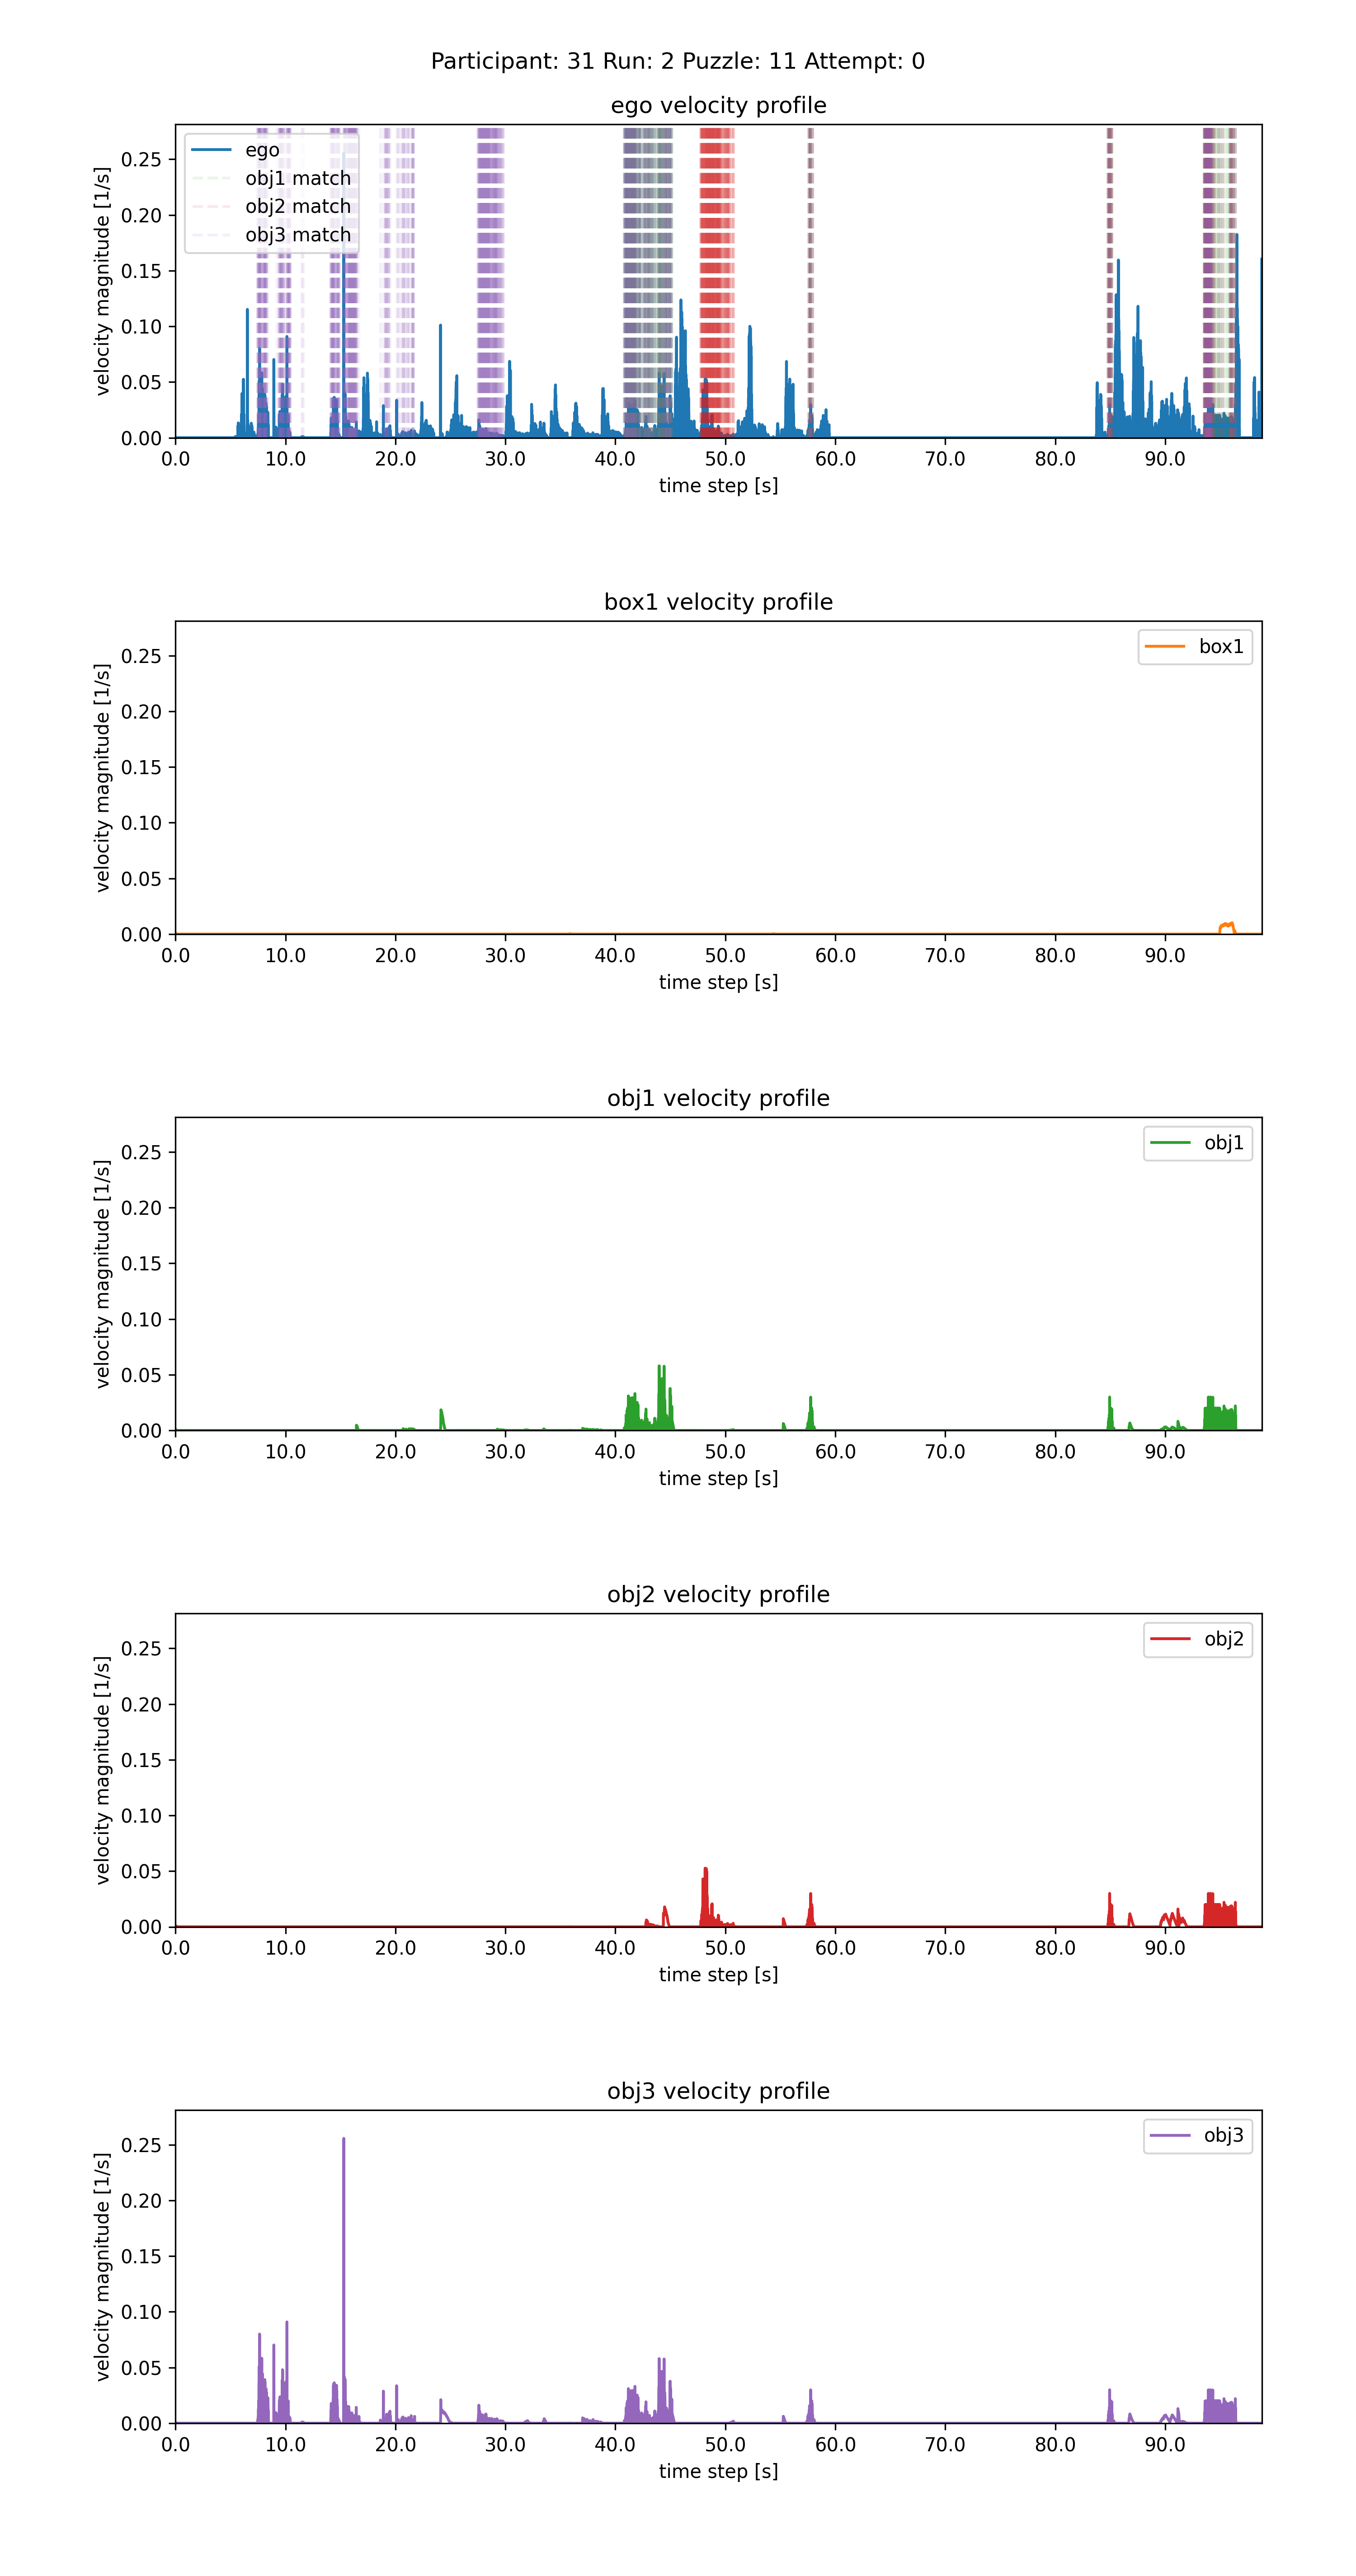 Participant: 31 Run: 2 Puzzle: 11 Attempt: 0
ego velocity profile
velocity magnitude [1/s]
0.25
0.20
0.15
0.10
0.05
0.00
ego
obj1 match
obj2 match
obj3 match
0.0 10.0 20.0 30.0 40.0 50.0 60.0 70.0 80.0 90.0
time step [s]
box1 velocity profile
velocity magnitude [1/s]
0.25
0.20
0.15
0.10
0.05
0.00
box1
0.0 10.0 20.0 30.0 40.0 50.0 60.0 70.0 80.0 90.0
time step [s]
obj1 velocity profile
velocity magnitude [1/s]
0.25
0.20
0.15
0.10
0.05
0.00
obj1
0.0 10.0 20.0 30.0 40.0 50.0 60.0 70.0 80.0 90.0
time step [s]
obj2 velocity profile
velocity magnitude [1/s]
0.25
0.20
0.15
0.10
0.05
0.00
obj2
0.0 10.0 20.0 30.0 40.0 50.0 60.0 70.0 80.0 90.0
time step [s]
obj3 velocity profile
velocity magnitude [1/s]
0.25
0.20
0.15
0.10
0.05
0.00
obj3
0.0 10.0 20.0 30.0 40.0 50.0 60.0 70.0 80.0 90.0
time step [s]